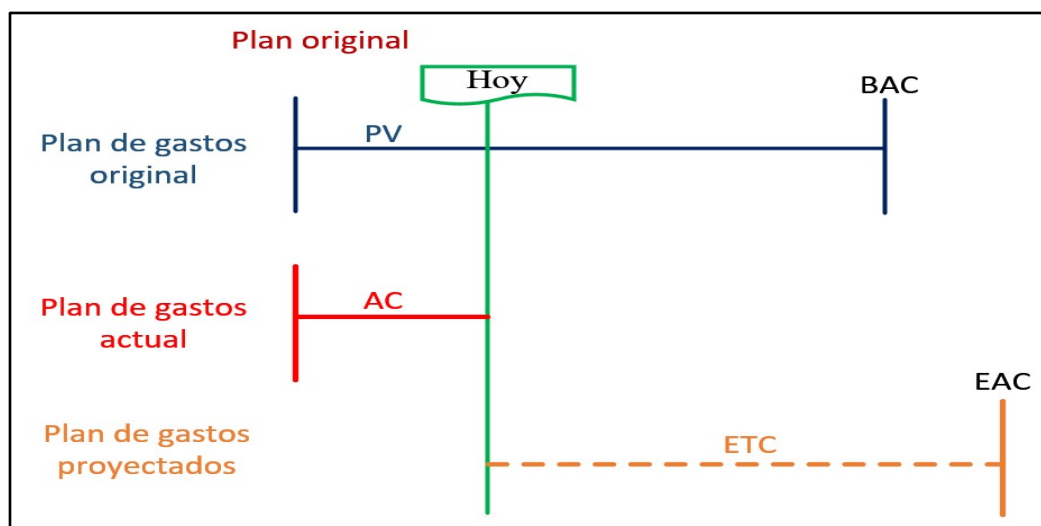 Plan original
Hoy
BAC
Plan de gastos
original
PV
Plan de gastos
actual
AC
EAC
Plan de gastos
proyectados
ETC